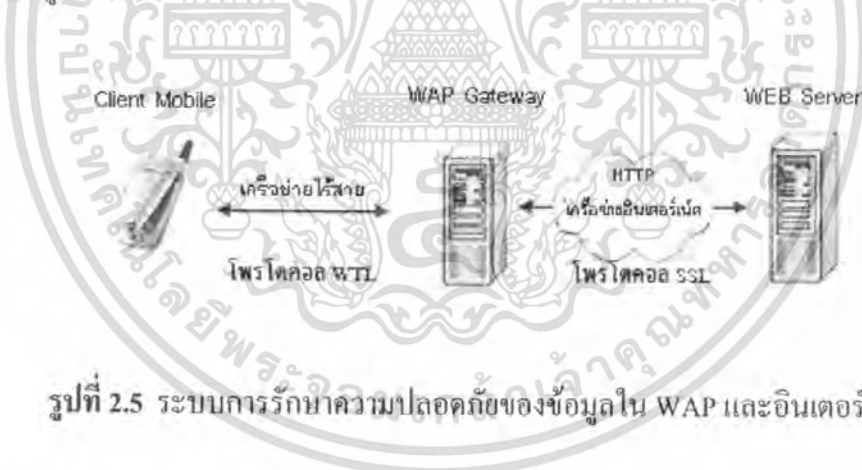 Client Mobile
WAP Gateway
WEB Server
เครือข่ายไร้สาย
HTTP
เครือข่ายอินเตอร์เน็ต
โพรโตคอล WTL
โพรโตคอล SSL
รูปที่ 2.5 ระบบการรักษาความปลอดภัยของข้อมูลใน WAP และอินเตอร์